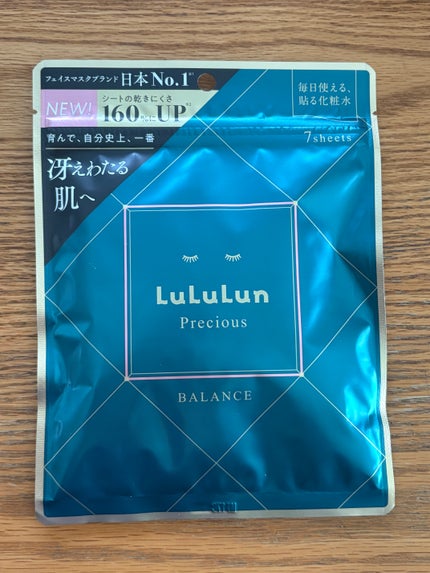 フェイスマスクブランド 日本No.1
NEW!
シートの乾きにくさ
160%にUP
育んで、自分史上、一番
冴えわたる
肌へ
毎日使える、
貼る化粧水
7sheets
LuLuLun
Precious
BALANCE